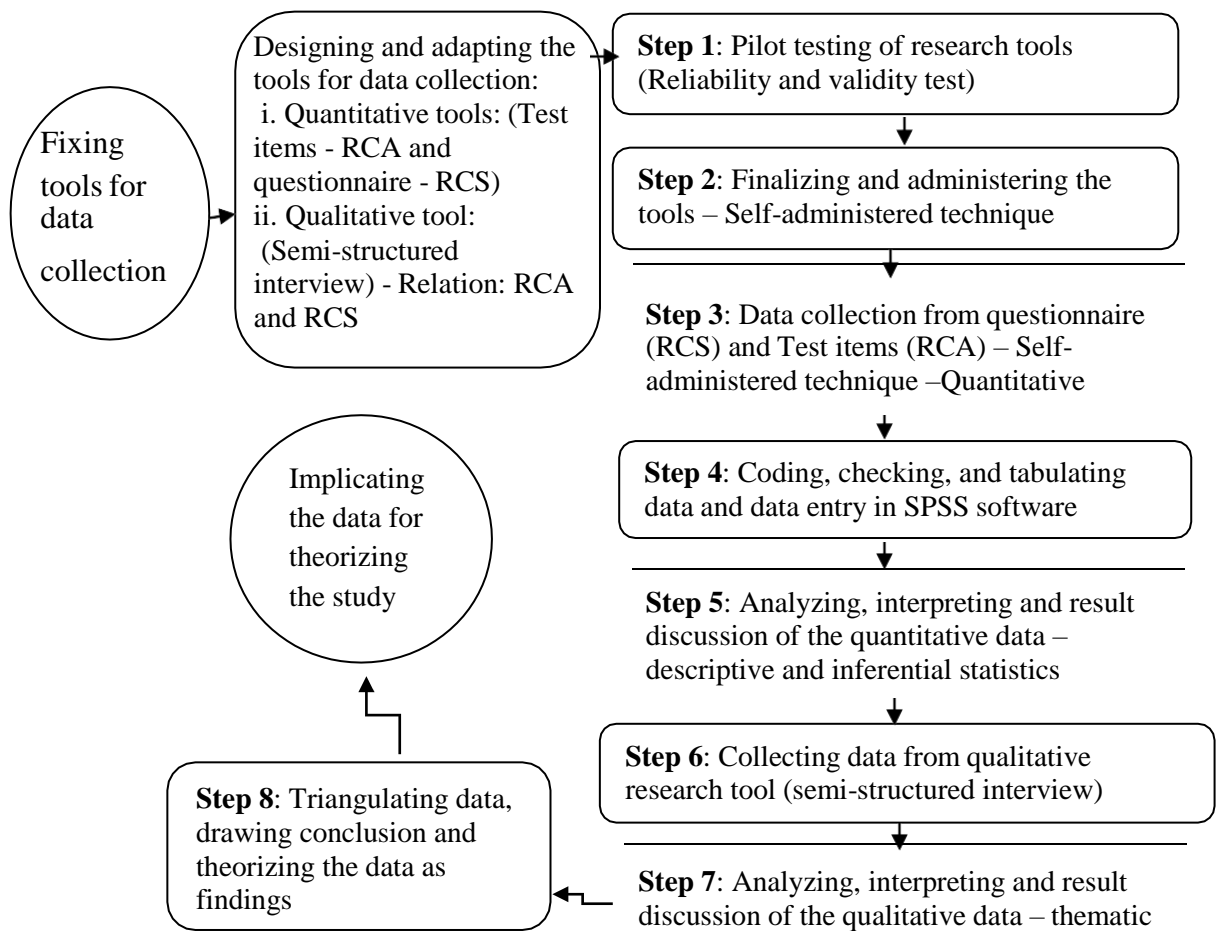 Fixing
tools for
data
collection
Designing and adapting the
tools for data collection:
i. Quantitative tools: (Test
items - RCA and
questionnaire - RCS)
ii. Qualitative tool:
(Semi-structured
interview) - Relation: RCA
and RCS
Step 1: Pilot testing of research tools
(Reliability and validity test)
Step 2: Finalizing and administering the
tools – Self-administered technique
Step 3: Data collection from questionnaire
(RCS) and Test items (RCA) – Self-
administered technique –Quantitative
Step 4: Coding, checking, and tabulating
data and data entry in SPSS software
Step 5: Analyzing, interpreting and result
discussion of the quantitative data –
descriptive and inferential statistics
Step 6: Collecting data from qualitative
research tool (semi-structured interview)
Step 7: Analyzing, interpreting and result
discussion of the qualitative data – thematic
Step 8: Triangulating data,
drawing conclusion and
theorizing the data as
findings
Implicating
the data for
theorizing
the study